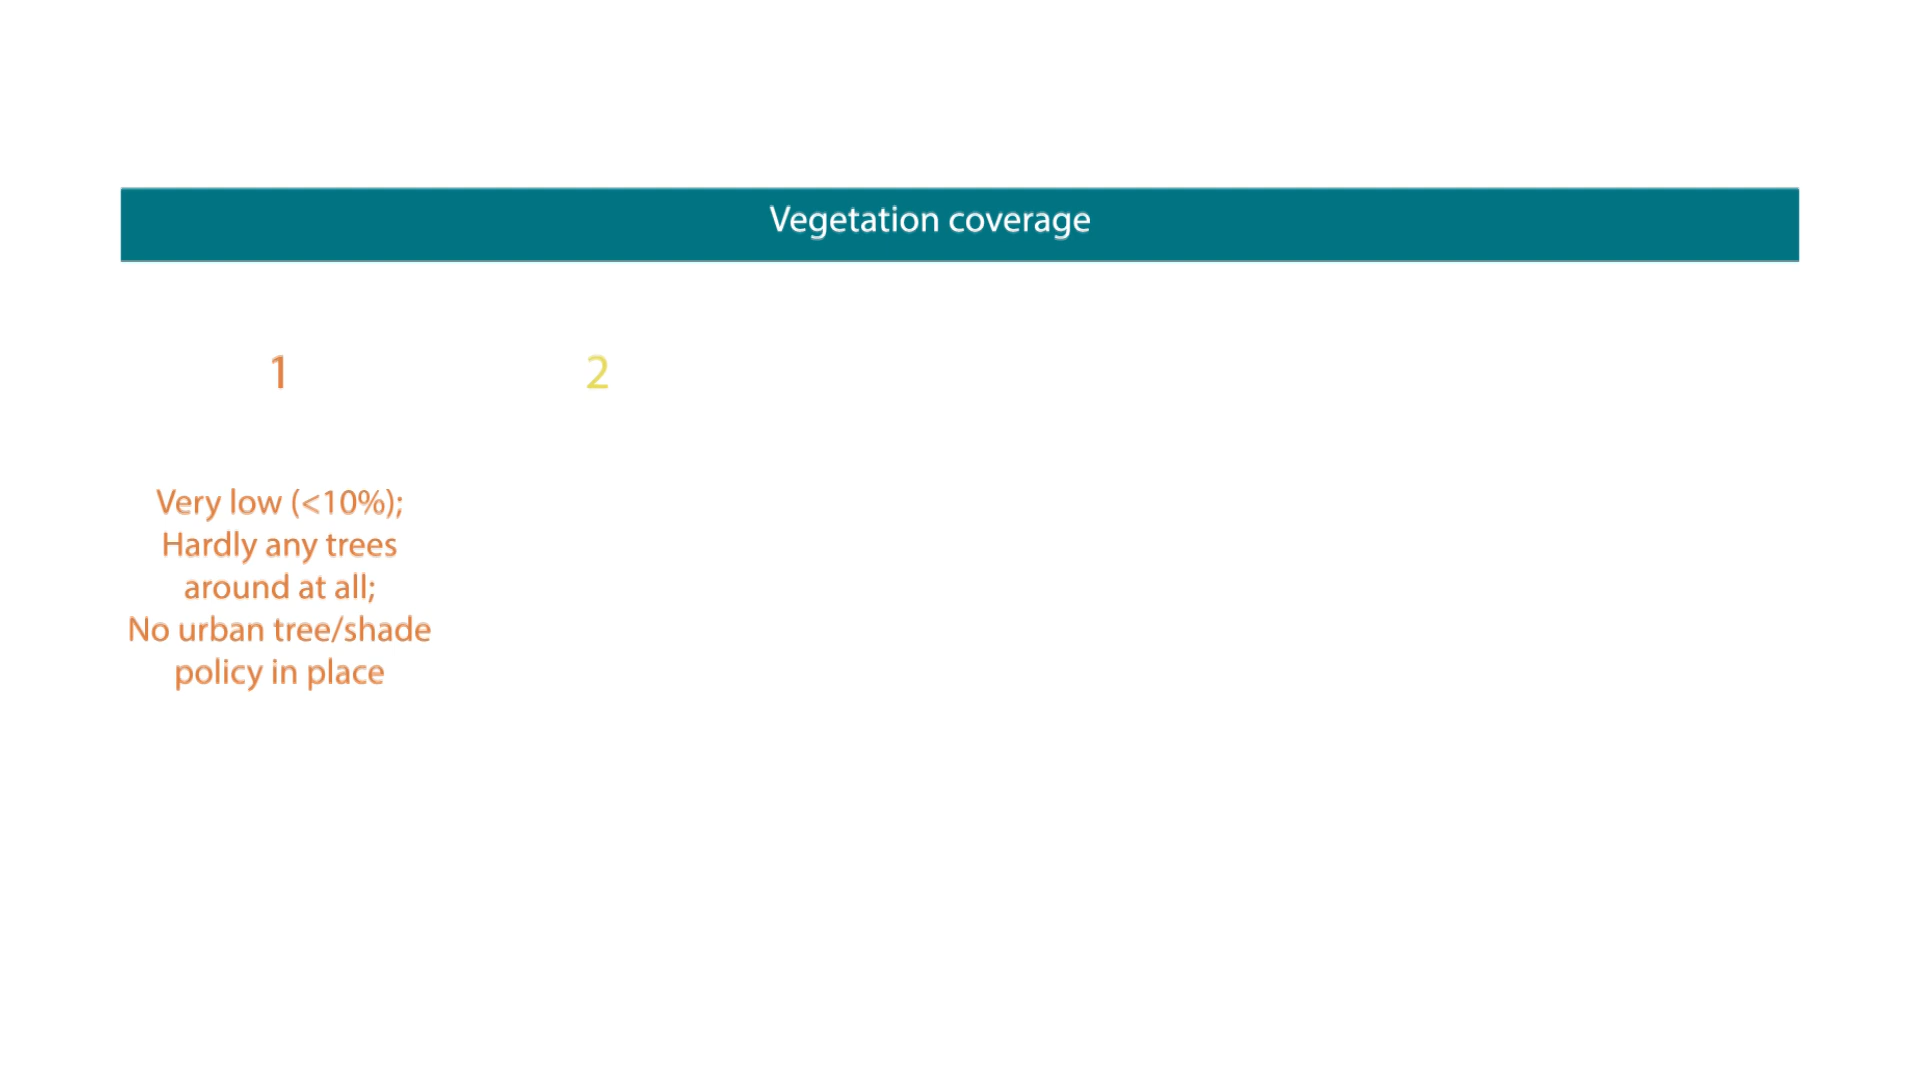 Vegetation coverage
1
2
Very low (<10%);
Hardly any trees
around at all;
No urban tree/shade
policy in place